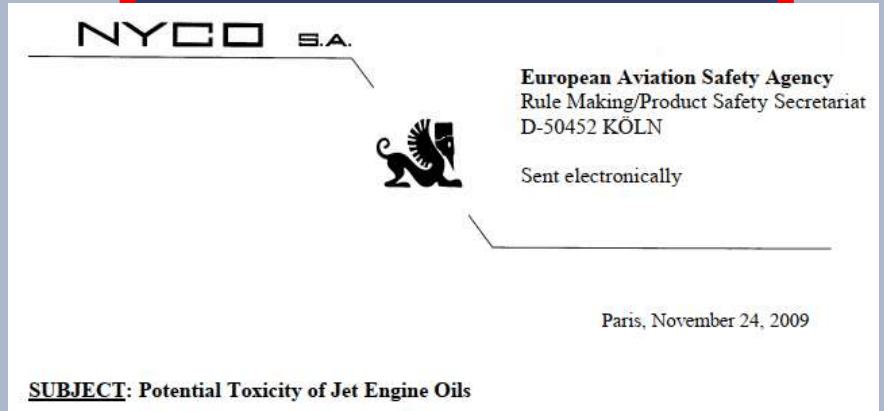 NYCO S.A.
European Aviation Safety Agency
Rule Making/Product Safety Secretariat
D-50452 KÖLN
Sent electronically
Paris, November 24, 2009
SUBJECT: Potential Toxicity of Jet Engine Oils